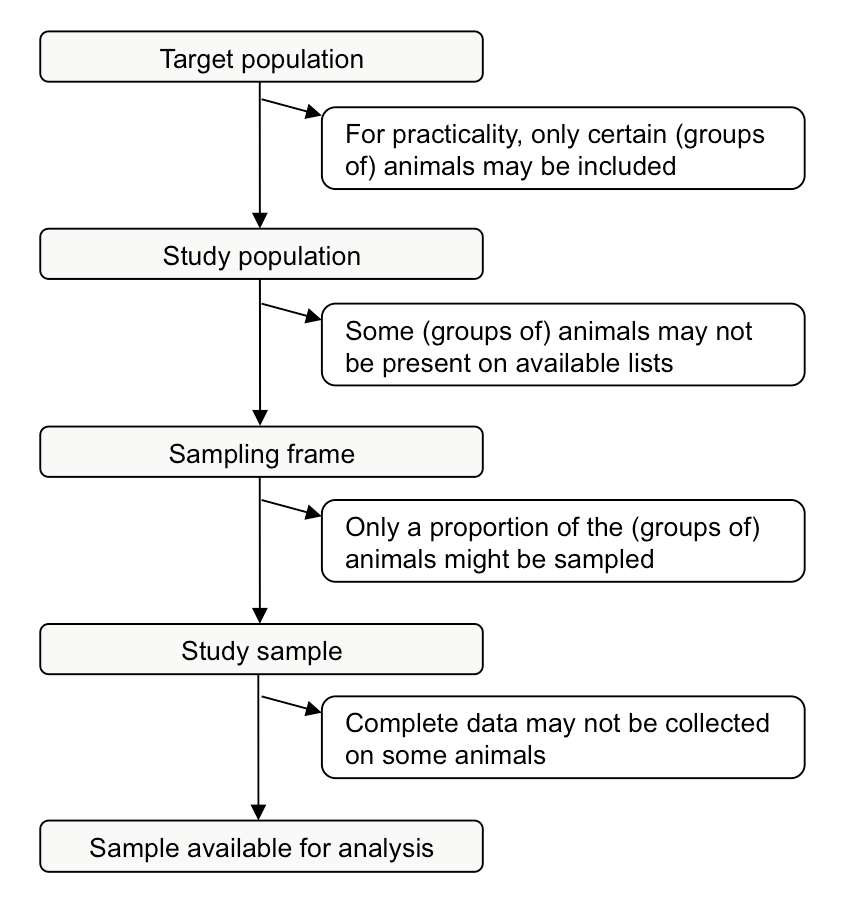 Target population
For practicality, only certain (groups
of) animals may be included
Study population
Some (groups of) animals may not
be present on available lists
Sampling frame
Only a proportion of the (groups of)
animals might be sampled
Study sample
Complete data may not be collected
on some animals
Sample available for analysis